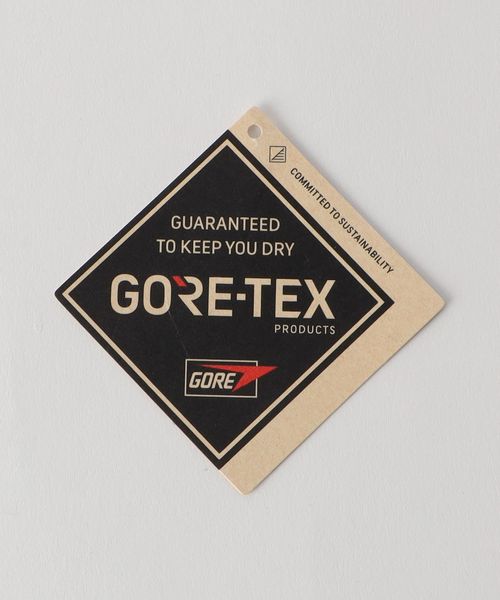 COMMITTED TO SUSTAINABILITY
GUARANTEED
TO KEEP YOU DRY
GORE-TEX
PRODUCTS
GORE